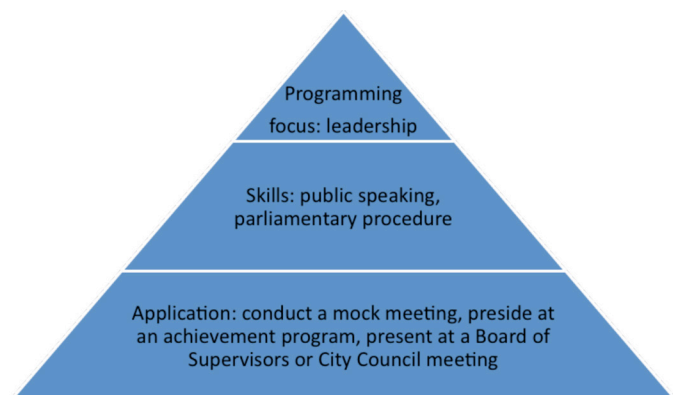 Programming
focus: leadership
Skills: public speaking,
parliamentary procedure
Application: conduct a mock meeting, preside at
an achievement program, present at a Board of
Supervisors or City Council meeting